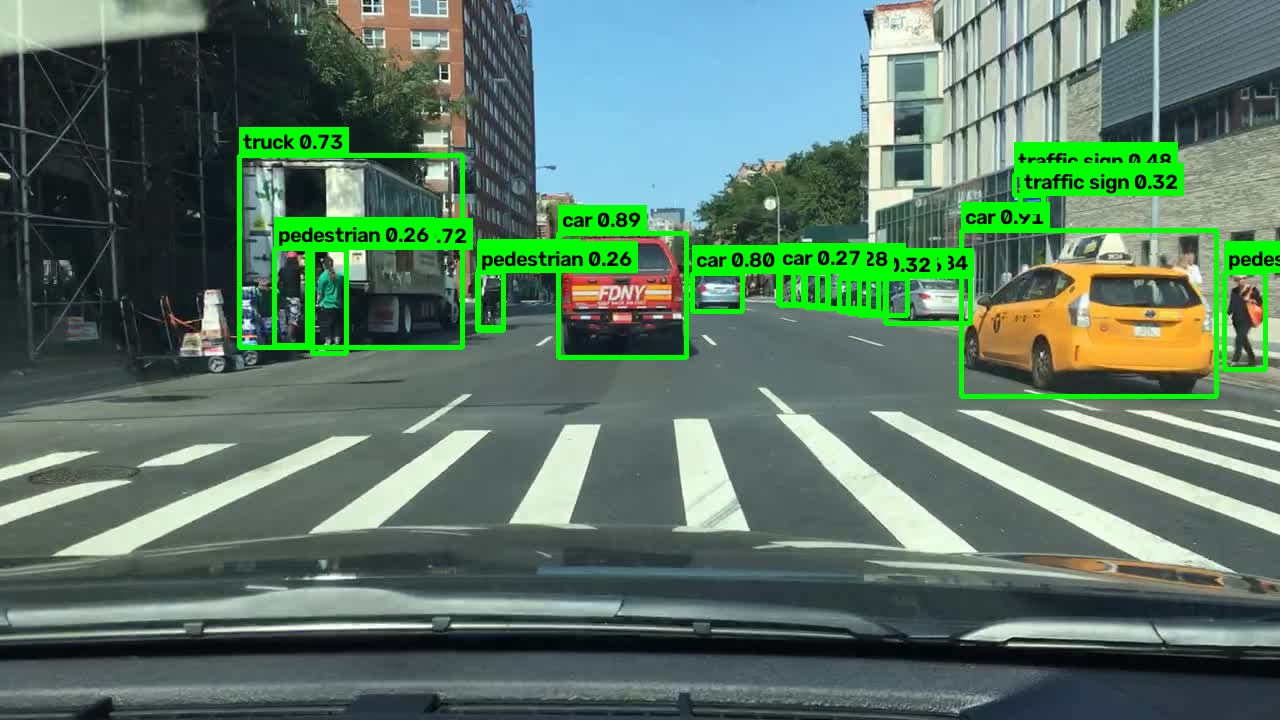 truck 0.73
traffic sign 0.48
traffic sign 0.32
car 0.91
car 0.89
pedestrian 0.26
.72
pedestrian 0.26
car 0.80
car 0.27
28
0.32
34
pedes
FDNY